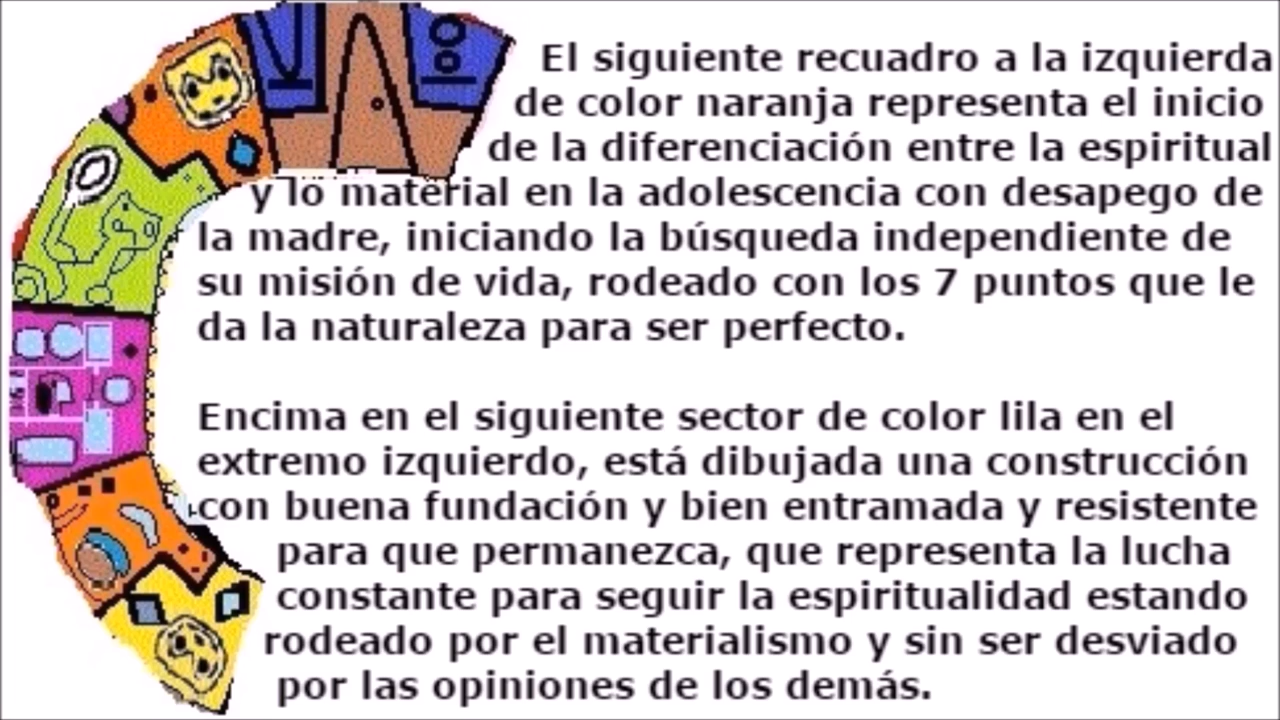 El siguiente recuadro a la izquierda
de color naranja representa el inicio
de la diferenciación entre la espiritual
y lo material en la adolescencia con desapego de
la madre, iniciando la búsqueda independiente de
su misión de vida, rodeado con los 7 puntos que le
da la naturaleza para ser perfecto.
Encima en el siguiente sector de color lila en el
extremo izquierdo, está dibujada una construcción
con buena fundación y bien entramada y resistente
para que permanezca, que representa la lucha
constante para seguir la espiritualidad estando
rodeado por el materialismo y sin ser desviado
por las opiniones de los demás.